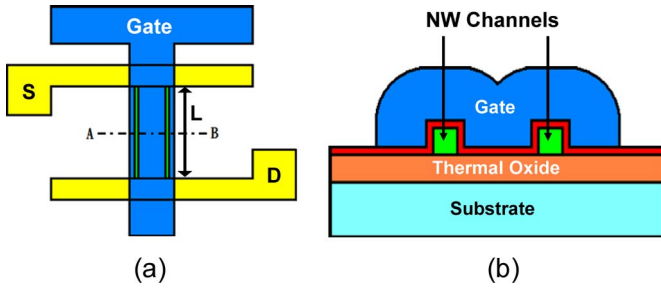 Gate
S
L
A
B
D
(a)
NW Channels
Gate
Thermal Oxide
Substrate
(b)